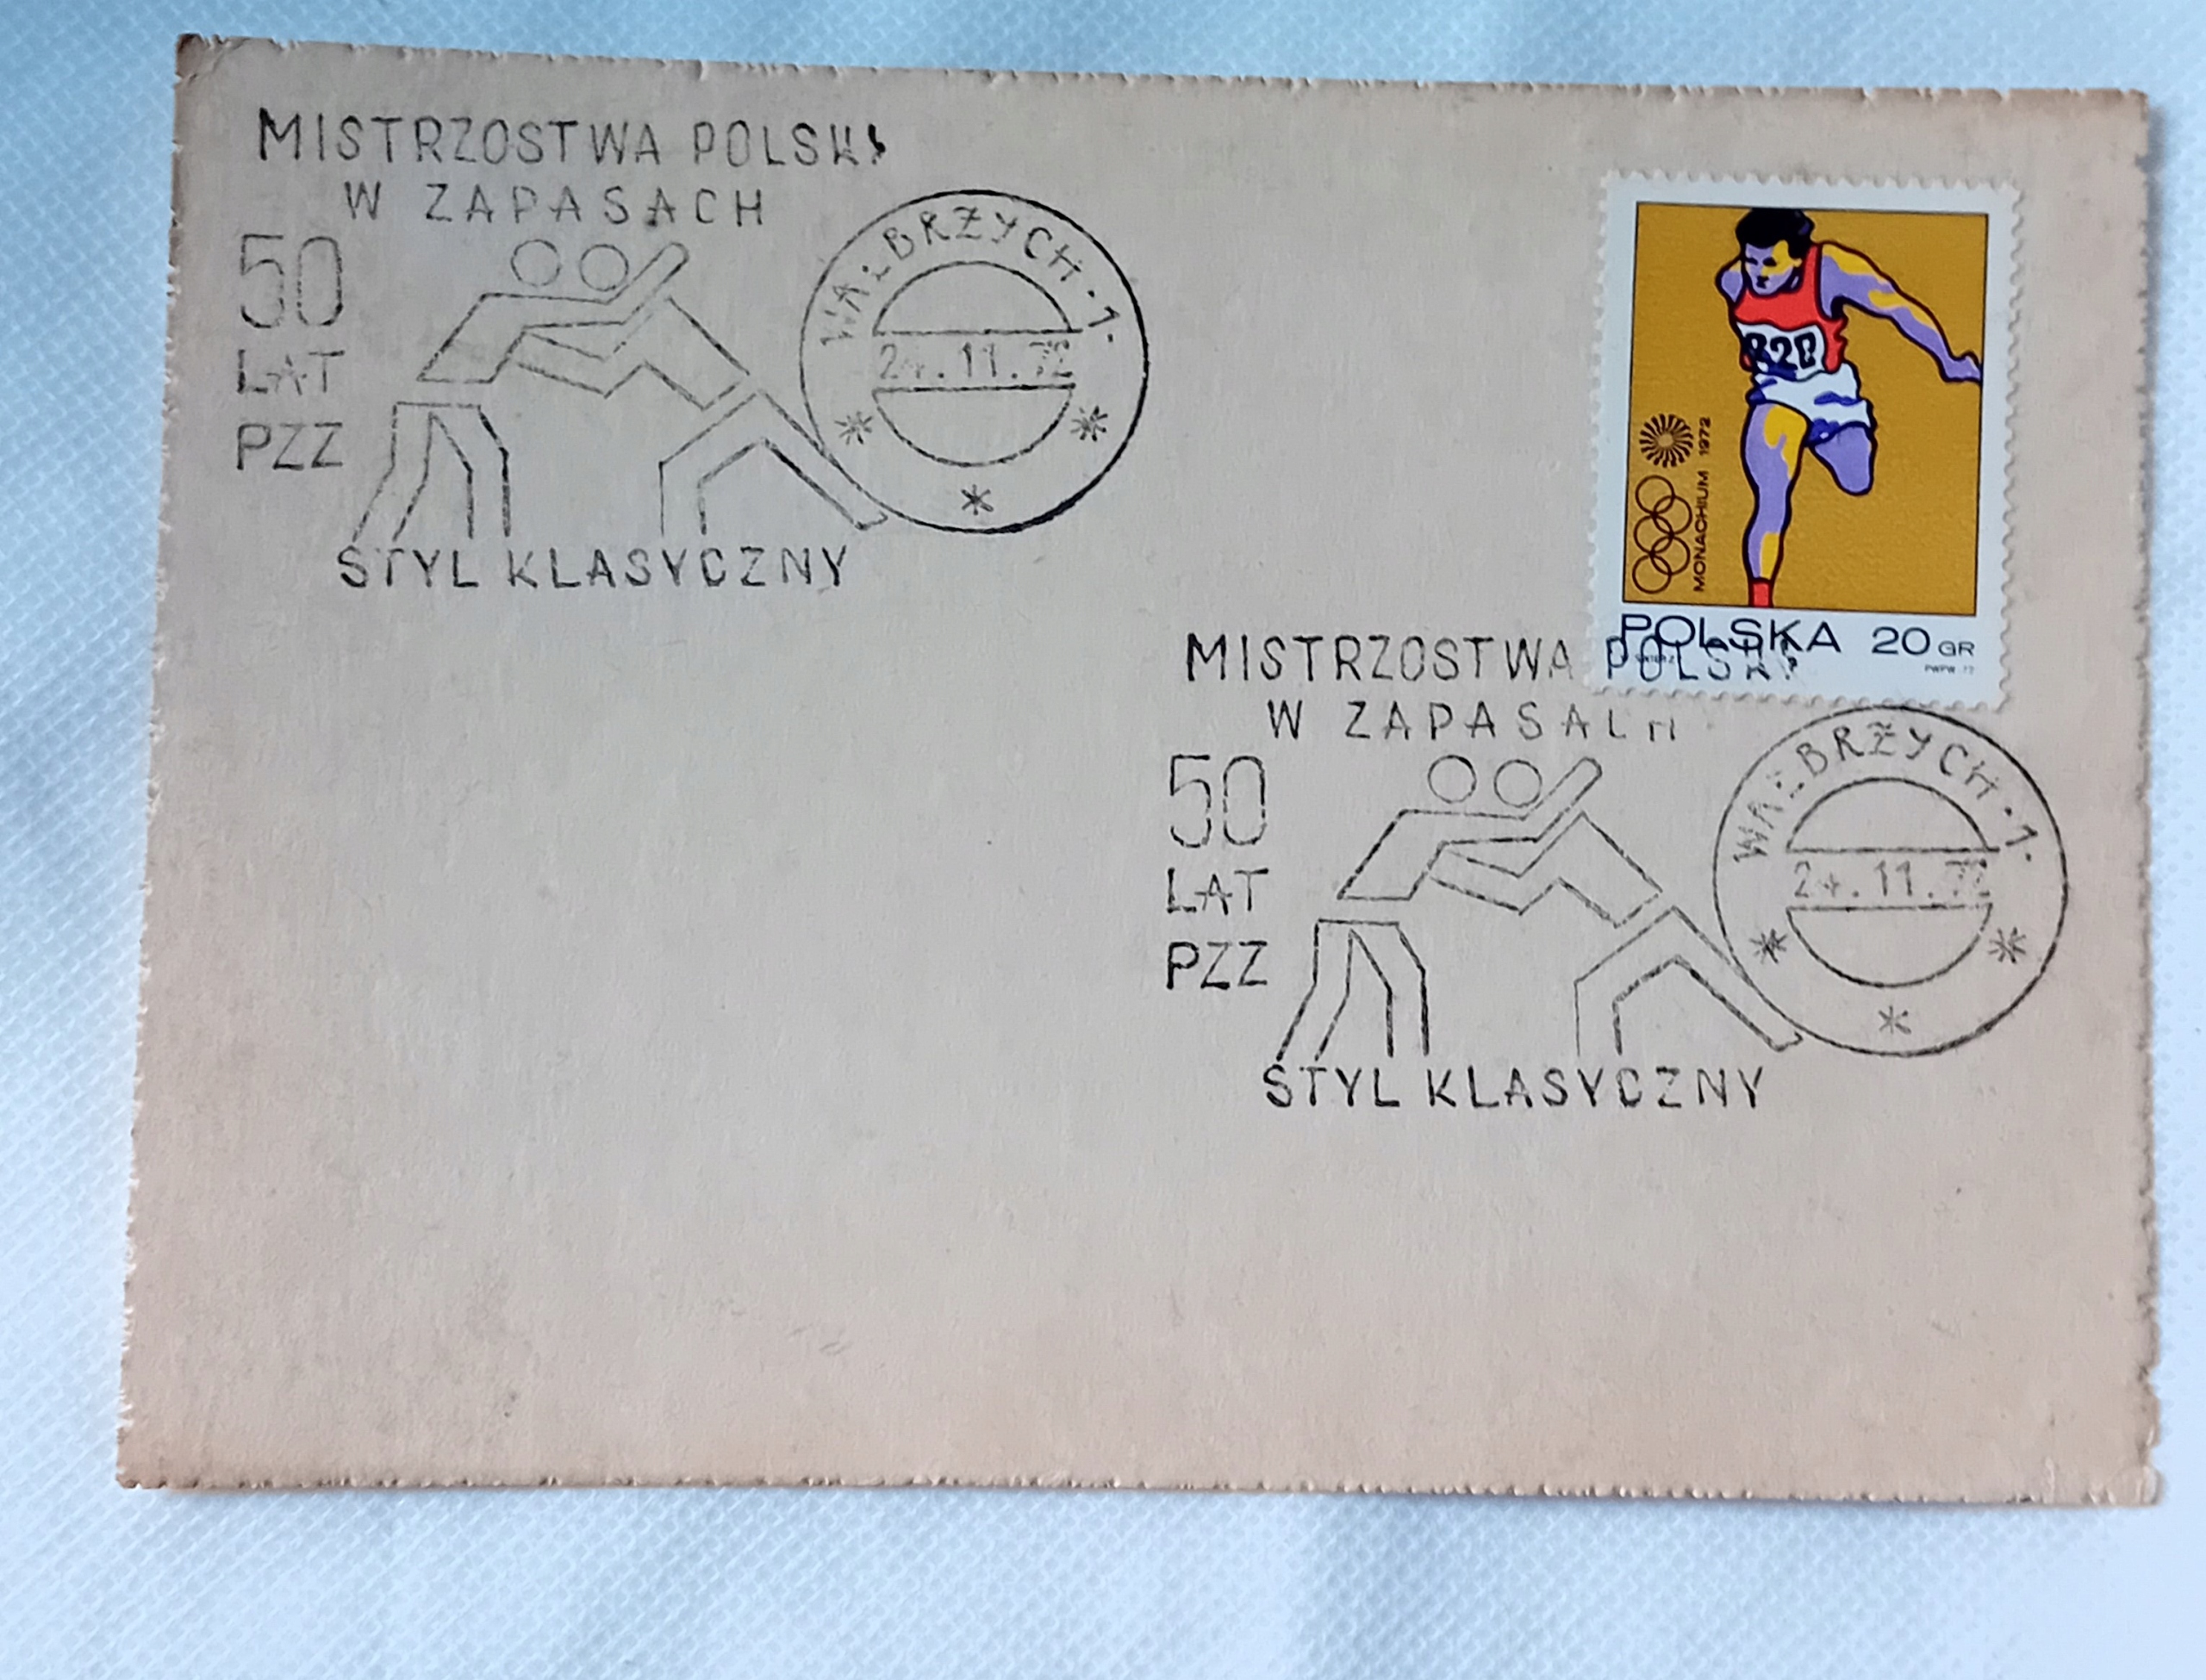 MISTRZOSTWA POLSKI
W ZAPASACH
50
LAT
PZZ
STYL KLASYCZNY
WAŁBRZYCH · 1 ·
24.11.72
MONACHIUM 1972
POLSKA 20 GR
PWPW 72
MISTRZOSTWA POLSKI
W ZAPASACH
50
LAT
PZZ
STYL KLASYCZNY
WAŁBRZYCH · 1 ·
24.11.72